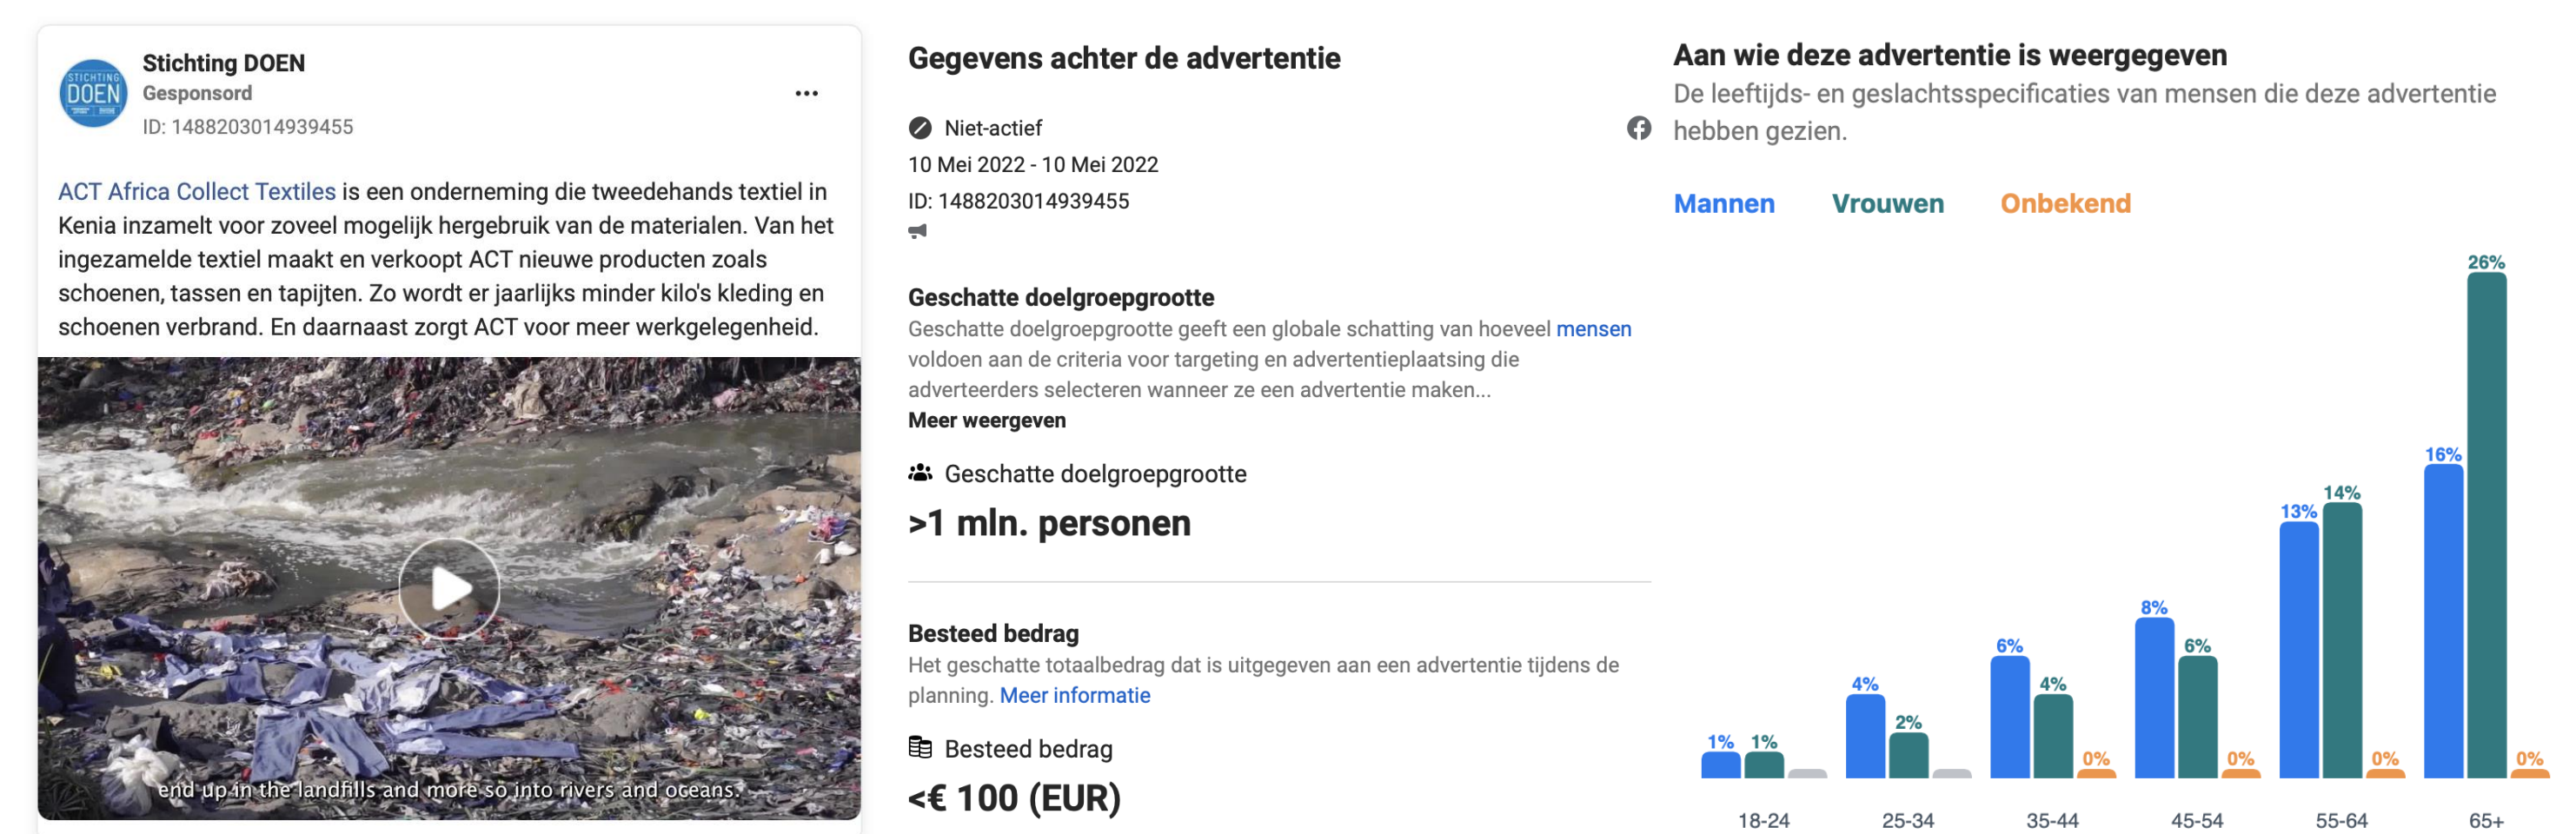 STICHTING
DOEN
Stichting DOEN
Gesponsord
ID: 1488203014939455
ACT Africa Collect Textiles is een onderneming die tweedehands textiel in
Kenia inzamelt voor zoveel mogelijk hergebruik van de materialen. Van het
ingezamelde textiel maakt en verkoopt ACT nieuwe producten zoals
schoenen, tassen en tapijten. Zo wordt er jaarlijks minder kilo's kleding en
schoenen verbrand. En daarnaast zorgt ACT voor meer werkgelegenheid.
end up in the landfills and more so into rivers and oceans.
Gegevens achter de advertentie
Niet-actief
10 Mei 2022 - 10 Mei 2022
ID: 1488203014939455
Geschatte doelgroepgrootte
Geschatte doelgroepgrootte geeft een globale schatting van hoeveel mensen
voldoen aan de criteria voor targeting en advertentieplaatsing die
adverteerders selecteren wanneer ze een advertentie maken...
Meer weergeven
Geschatte doelgroepgrootte
>1 mln. personen
Besteed bedrag
Het geschatte totaalbedrag dat is uitgegeven aan een advertentie tijdens de
planning. Meer informatie
Besteed bedrag
<€ 100 (EUR)
Aan wie deze advertentie is weergegeven
De leeftijds- en geslachtsspecificaties van mensen die deze advertentie
hebben gezien.
Mannen Vrouwen Onbekend
26%
16%
14%
13%
8%
6% 6%
4% 4%
2%
1% 1% 0% 0% 0% 0%
18-24 25-34 35-44 45-54 55-64 65+